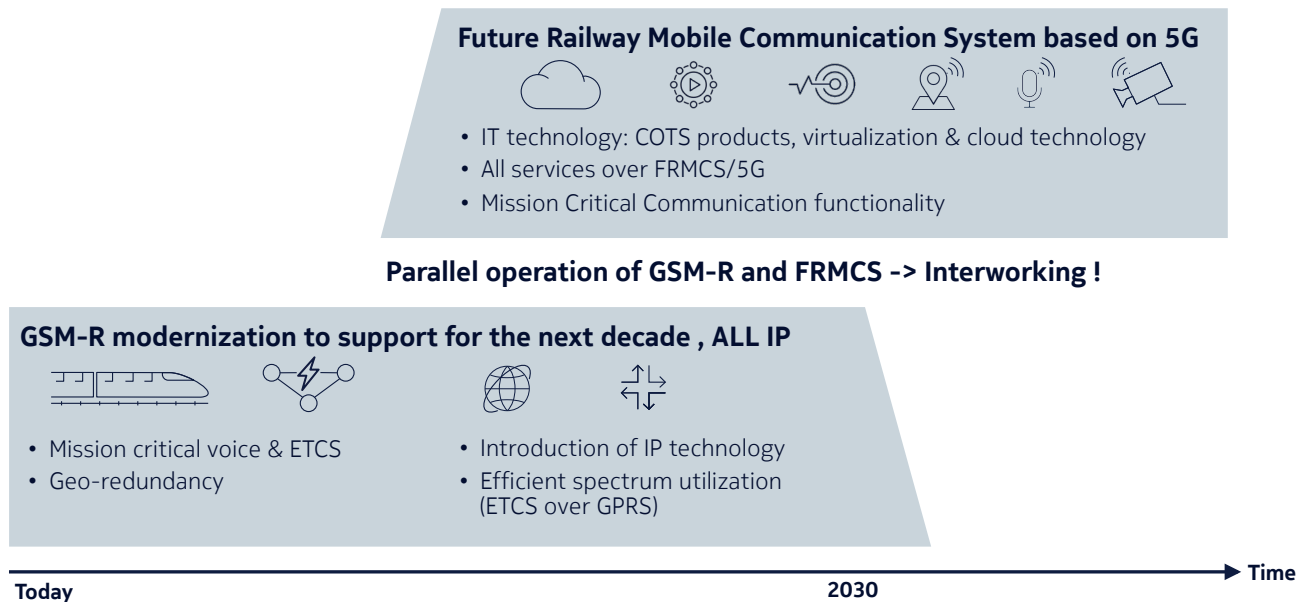 Future Railway Mobile Communication System based on 5G
• IT technology: COTS products, virtualization & cloud technology
• All services over FRMCS/5G
• Mission Critical Communication functionality
Parallel operation of GSM-R and FRMCS -> Interworking !
GSM-R modernization to support for the next decade , ALL IP
• Mission critical voice & ETCS
• Geo-redundancy
• Introduction of IP technology
• Efficient spectrum utilization
(ETCS over GPRS)
Time
Today
2030